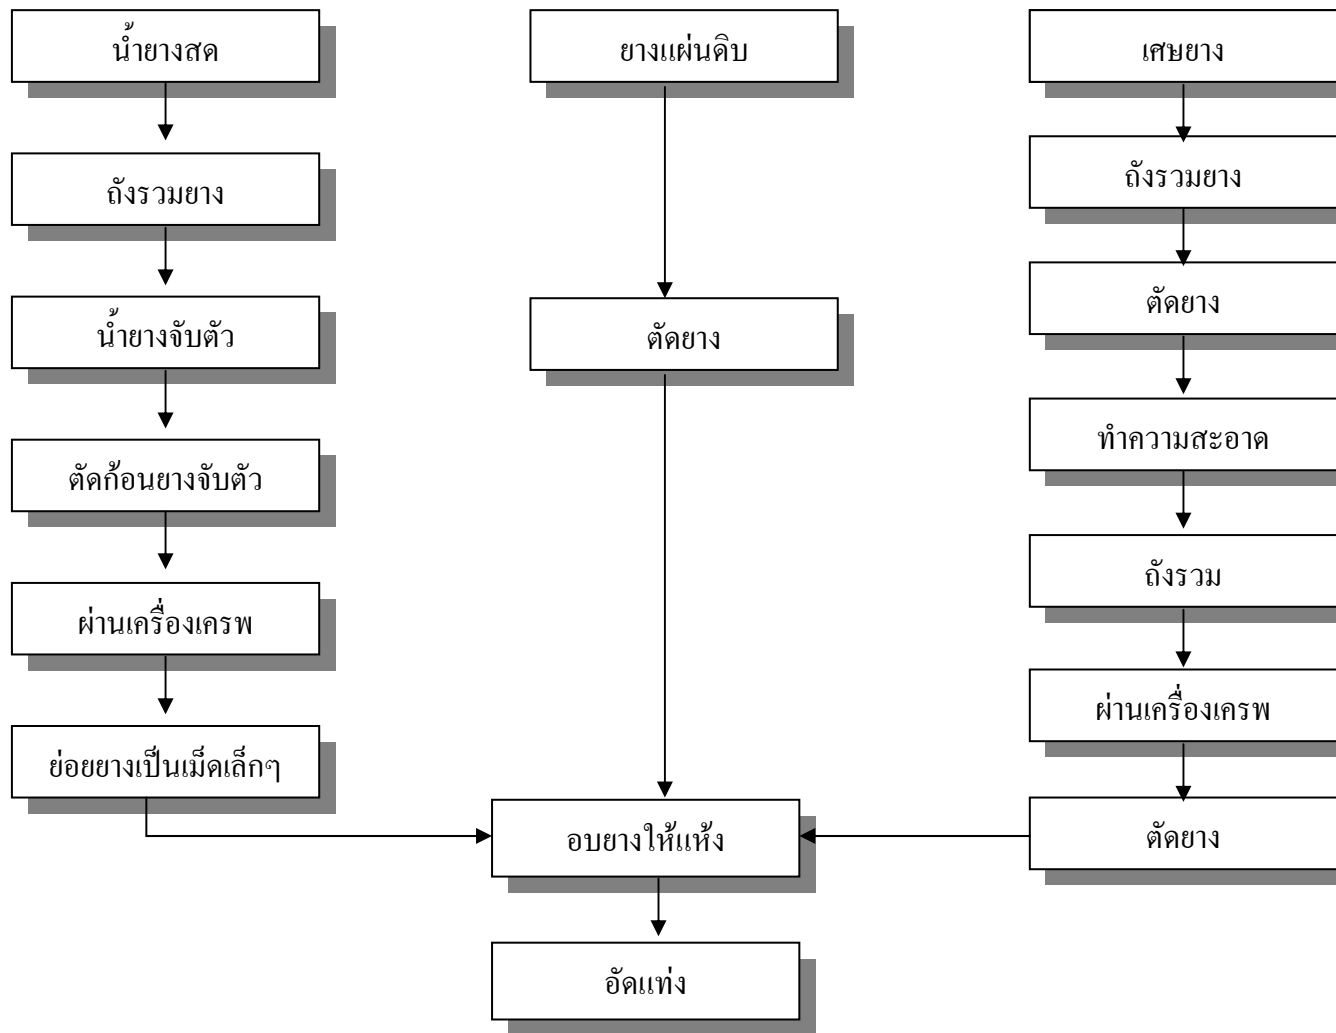 น้ำยางสด
ถังรวมยาง
น้ำยางจับตัว
ตัดก้อนยางจับตัว
ผ่านเครื่องเครพ
ย่อยยางเป็นเม็ดเล็กๆ
ยางแผ่นดิบ
ตัดยาง
เศษยาง
ถังรวมยาง
ตัดยาง
ทำความสะอาด
ถังรวม
ผ่านเครื่องเครพ
ตัดยาง
อบยางให้แห้ง
อัดแท่ง